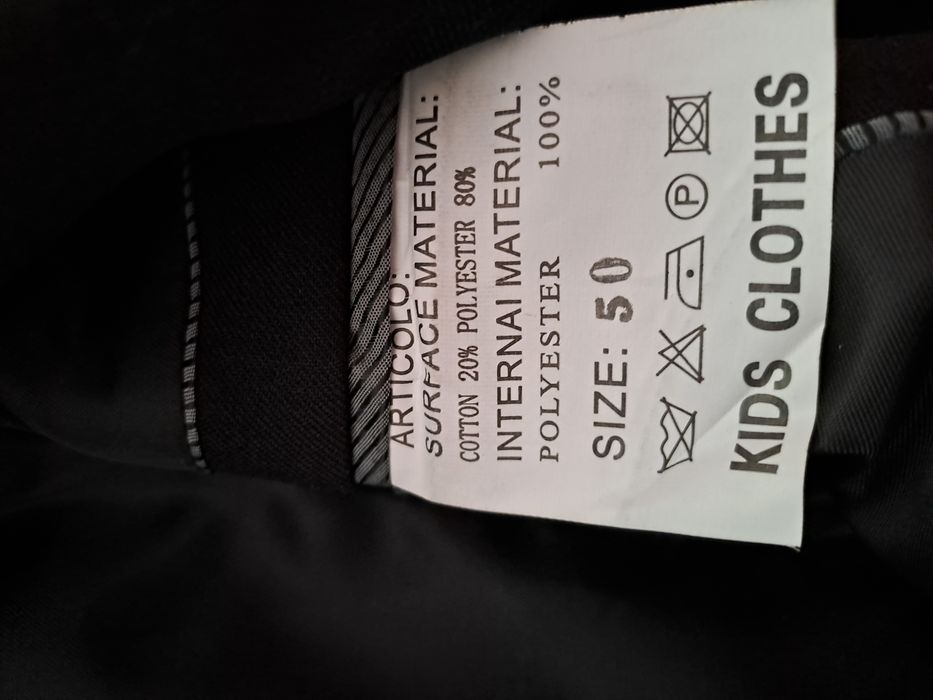 ARTICOLO:
SURFACE MATERIAL:
COTTON 20% POLYESTER 80%
INTERNAI MATERIAL:
POLYESTER 100%
SIZE: 50
P
KIDS CLOTHES